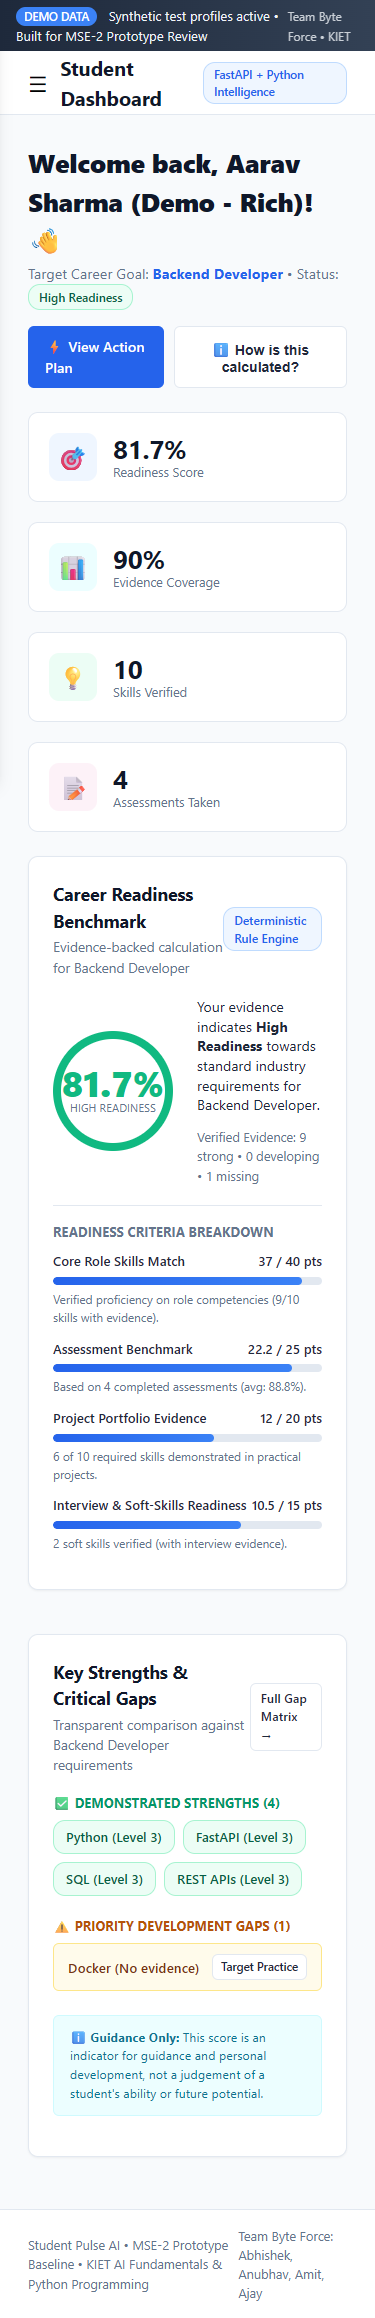 DEMO DATA Synthetic test profiles active •
Built for MSE-2 Prototype Review
Team Byte
Force • KIET
☰ Student
Dashboard
FastAPI + Python
Intelligence
Welcome back, Aarav
Sharma (Demo - Rich)!
👋
Target Career Goal: Backend Developer • Status:
High Readiness
⚡ View Action
Plan
ℹ️ How is this
calculated?
81.7%
Readiness Score
90%
Evidence Coverage
10
Skills Verified
4
Assessments Taken
Career Readiness
Benchmark
Evidence-backed calculation
for Backend Developer
Deterministic
Rule Engine
81.7%
HIGH READINESS
Your evidence
indicates High
Readiness towards
standard industry
requirements for
Backend Developer.
Verified Evidence: 9
strong • 0 developing
• 1 missing
READINESS CRITERIA BREAKDOWN
Core Role Skills Match 37 / 40 pts
Verified proficiency on role competencies (9/10
skills with evidence).
Assessment Benchmark 22.2 / 25 pts
Based on 4 completed assessments (avg: 88.8%).
Project Portfolio Evidence 12 / 20 pts
6 of 10 required skills demonstrated in practical
projects.
Interview & Soft-Skills Readiness 10.5 / 15 pts
2 soft skills verified (with interview evidence).
Key Strengths &
Critical Gaps
Transparent comparison against
Backend Developer
requirements
Full Gap
Matrix
→
✅ DEMONSTRATED STRENGTHS (4)
Python (Level 3) FastAPI (Level 3)
SQL (Level 3) REST APIs (Level 3)
⚠️ PRIORITY DEVELOPMENT GAPS (1)
Docker (No evidence) Target Practice
ℹ️ Guidance Only: This score is an
indicator for guidance and personal
development, not a judgement of a
student's ability or future potential.
Student Pulse AI • MSE-2 Prototype
Baseline • KIET AI Fundamentals &
Python Programming
Team Byte Force:
Abhishek,
Anubhav, Amit,
Ajay